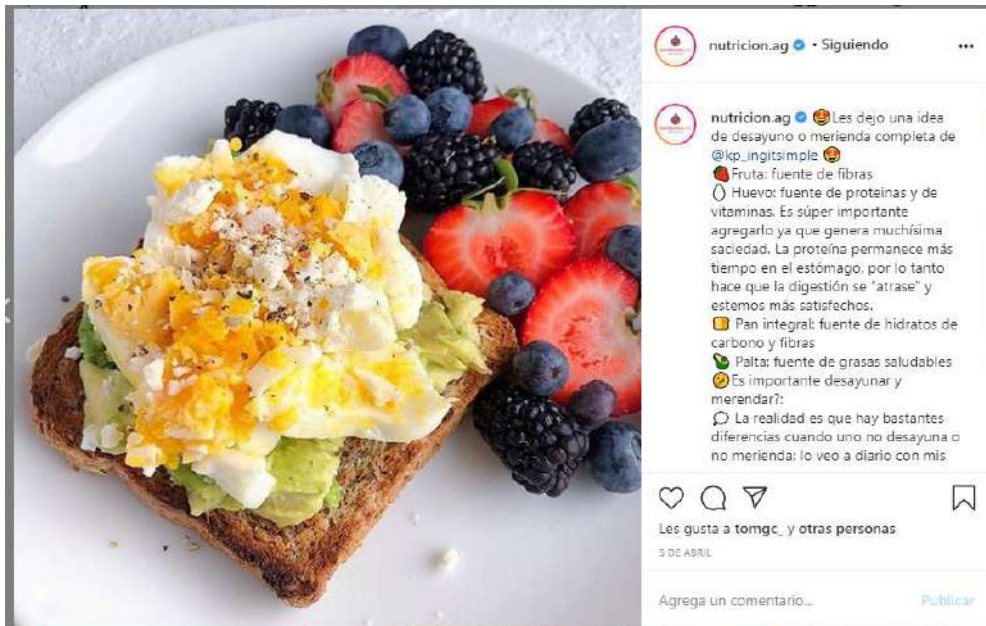 nutricion.ag • Siguiendo
nutricion.ag 🤩Les dejo una idea
de desayuno o merienda completa de
@kp_ingitsimple 🤩
🍓Fruta: fuente de fibras
🥚 Huevo: fuente de proteínas y de
vitaminas. Es súper importante
agregarlo ya que genera muchísima
saciedad. La proteína permanece más
tiempo en el estómago, por lo tanto
hace que la digestión se "atrase" y
estemos más satisfechos.
🍞 Pan integral: fuente de hidratos de
carbono y fibras
🥑 Palta: fuente de grasas saludables
🤔Es importante desayunar y
merendar?:
💭 La realidad es que hay bastantes
diferencias cuando uno no desayuna o
no merienda: lo veo a diario con mis
Les gusta a tomgc_ y otras personas
5 DE ABRIL
Agrega un comentario... Publicar